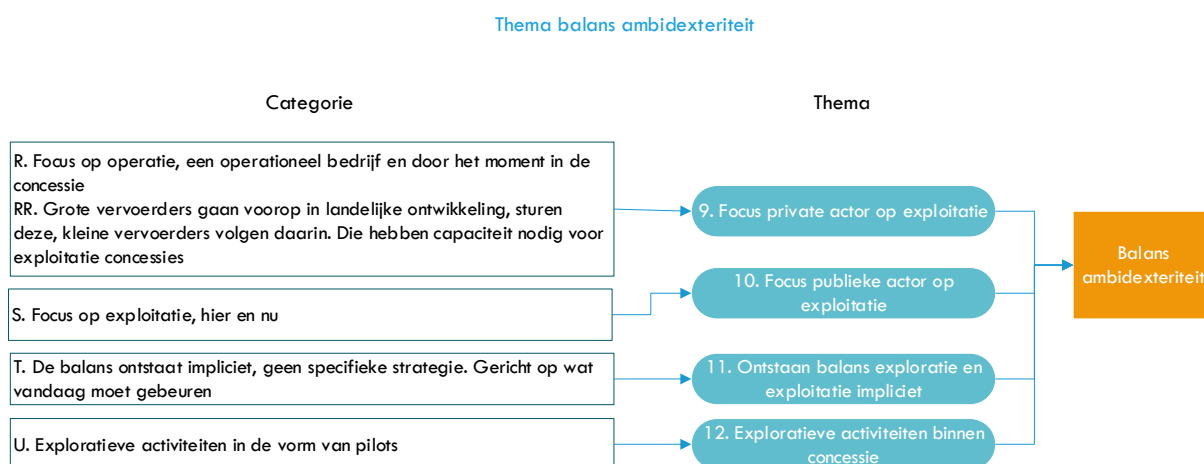 Thema balans ambidexteriteit
Categorie
Thema
R. Focus op operatie, een operationeel bedrijf en door het moment in de
concessie
RR. Grote vervoerders gaan voorop in landelijke ontwikkeling, sturen
deze, kleine vervoerders volgen daarin. Die hebben capaciteit nodig voor
exploitatie concessies
9. Focus private actor op exploitatie
S. Focus op exploitatie, hier en nu
10. Focus publieke actor op
exploitatie
T. De balans ontstaat impliciet, geen specifieke strategie. Gericht op wat
vandaag moet gebeuren
11. Ontstaan balans exploratie en
exploitatie impliciet
U. Exploratieve activiteiten in de vorm van pilots
12. Exploratieve activiteiten binnen
concessie
Balans
ambidexteriteit